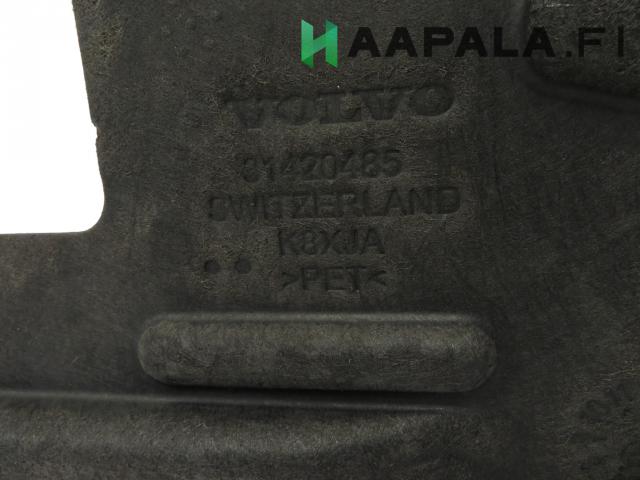 HAAPALA.FI
VOLVO
31420485
SWITZERLAND
K8XJA
>PET<